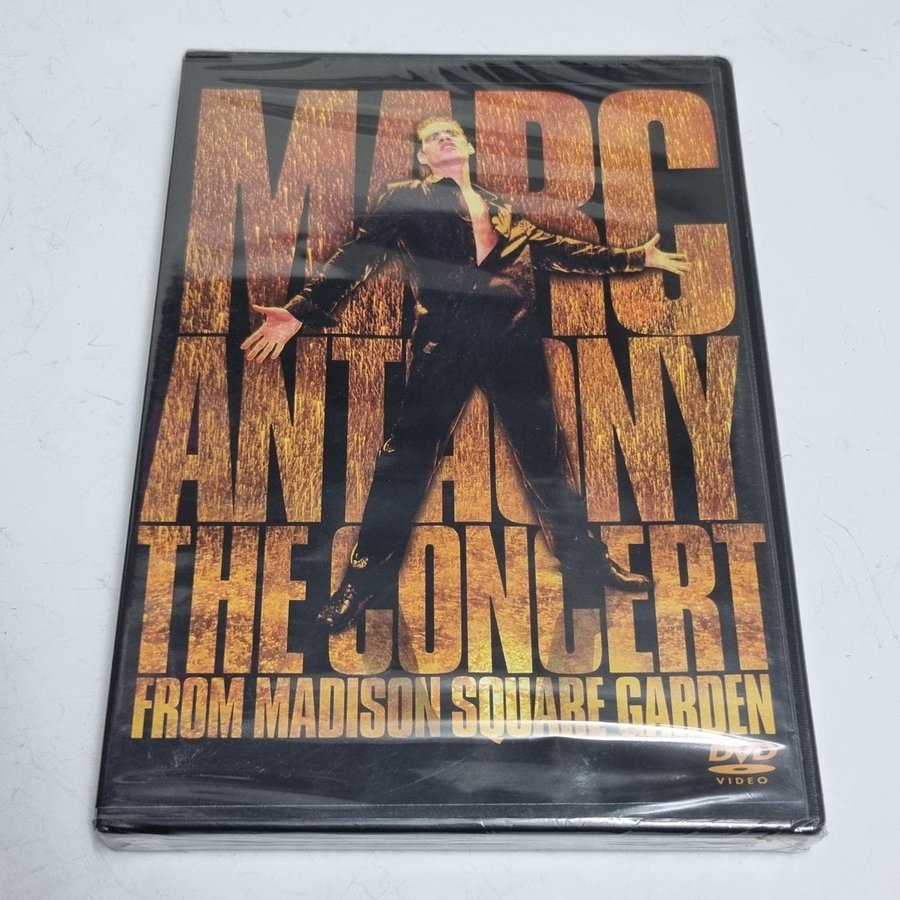 MARC
ANTHONY
THE CONCERT
FROM MADISON SQUARE GARDEN
DVD
VIDEO